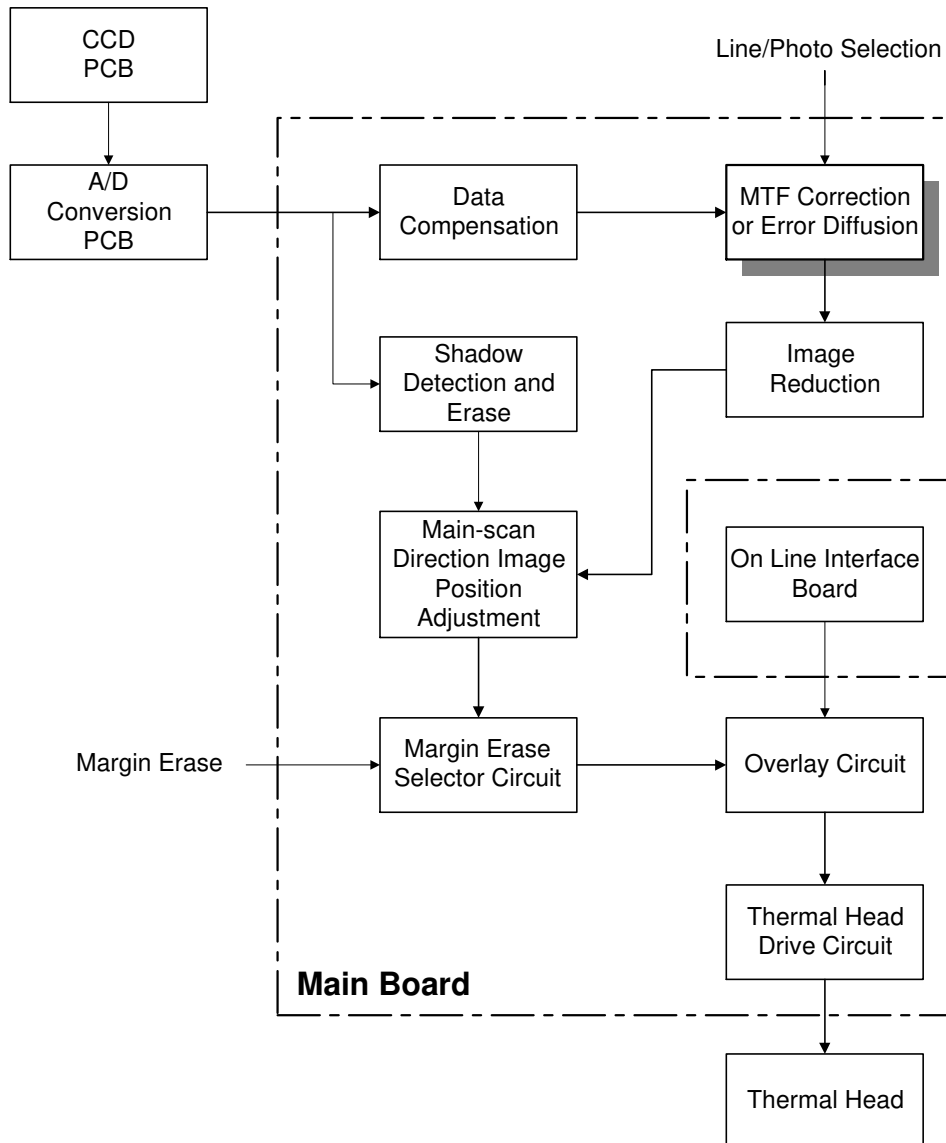 CCD
PCB
Line/Photo Selection
A/D
Conversion
PCB
Data
Compensation
MTF Correction
or Error Diffusion
Shadow
Detection and
Erase
Image
Reduction
Main-scan
Direction Image
Position
Adjustment
On Line Interface
Board
Margin Erase
Margin Erase
Selector Circuit
Overlay Circuit
Thermal Head
Drive Circuit
Main Board
Thermal Head